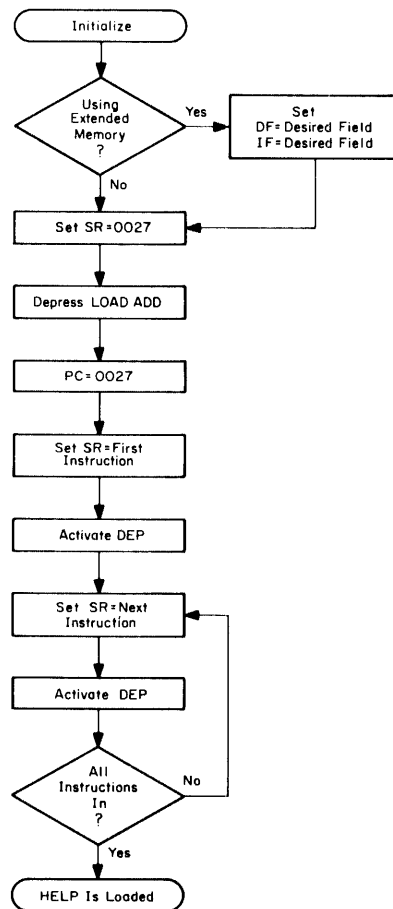 Initialize
Using
Extended
Memory
?
Yes
Set
DF=Desired Field
IF=Desired Field
No
Set SR=0027
Depress LOAD ADD
PC=0027
Set SR=First
Instruction
Activate DEP
Set SR=Next
Instruction
Activate DEP
All
Instructions
In
?
No
Yes
HELP Is Loaded